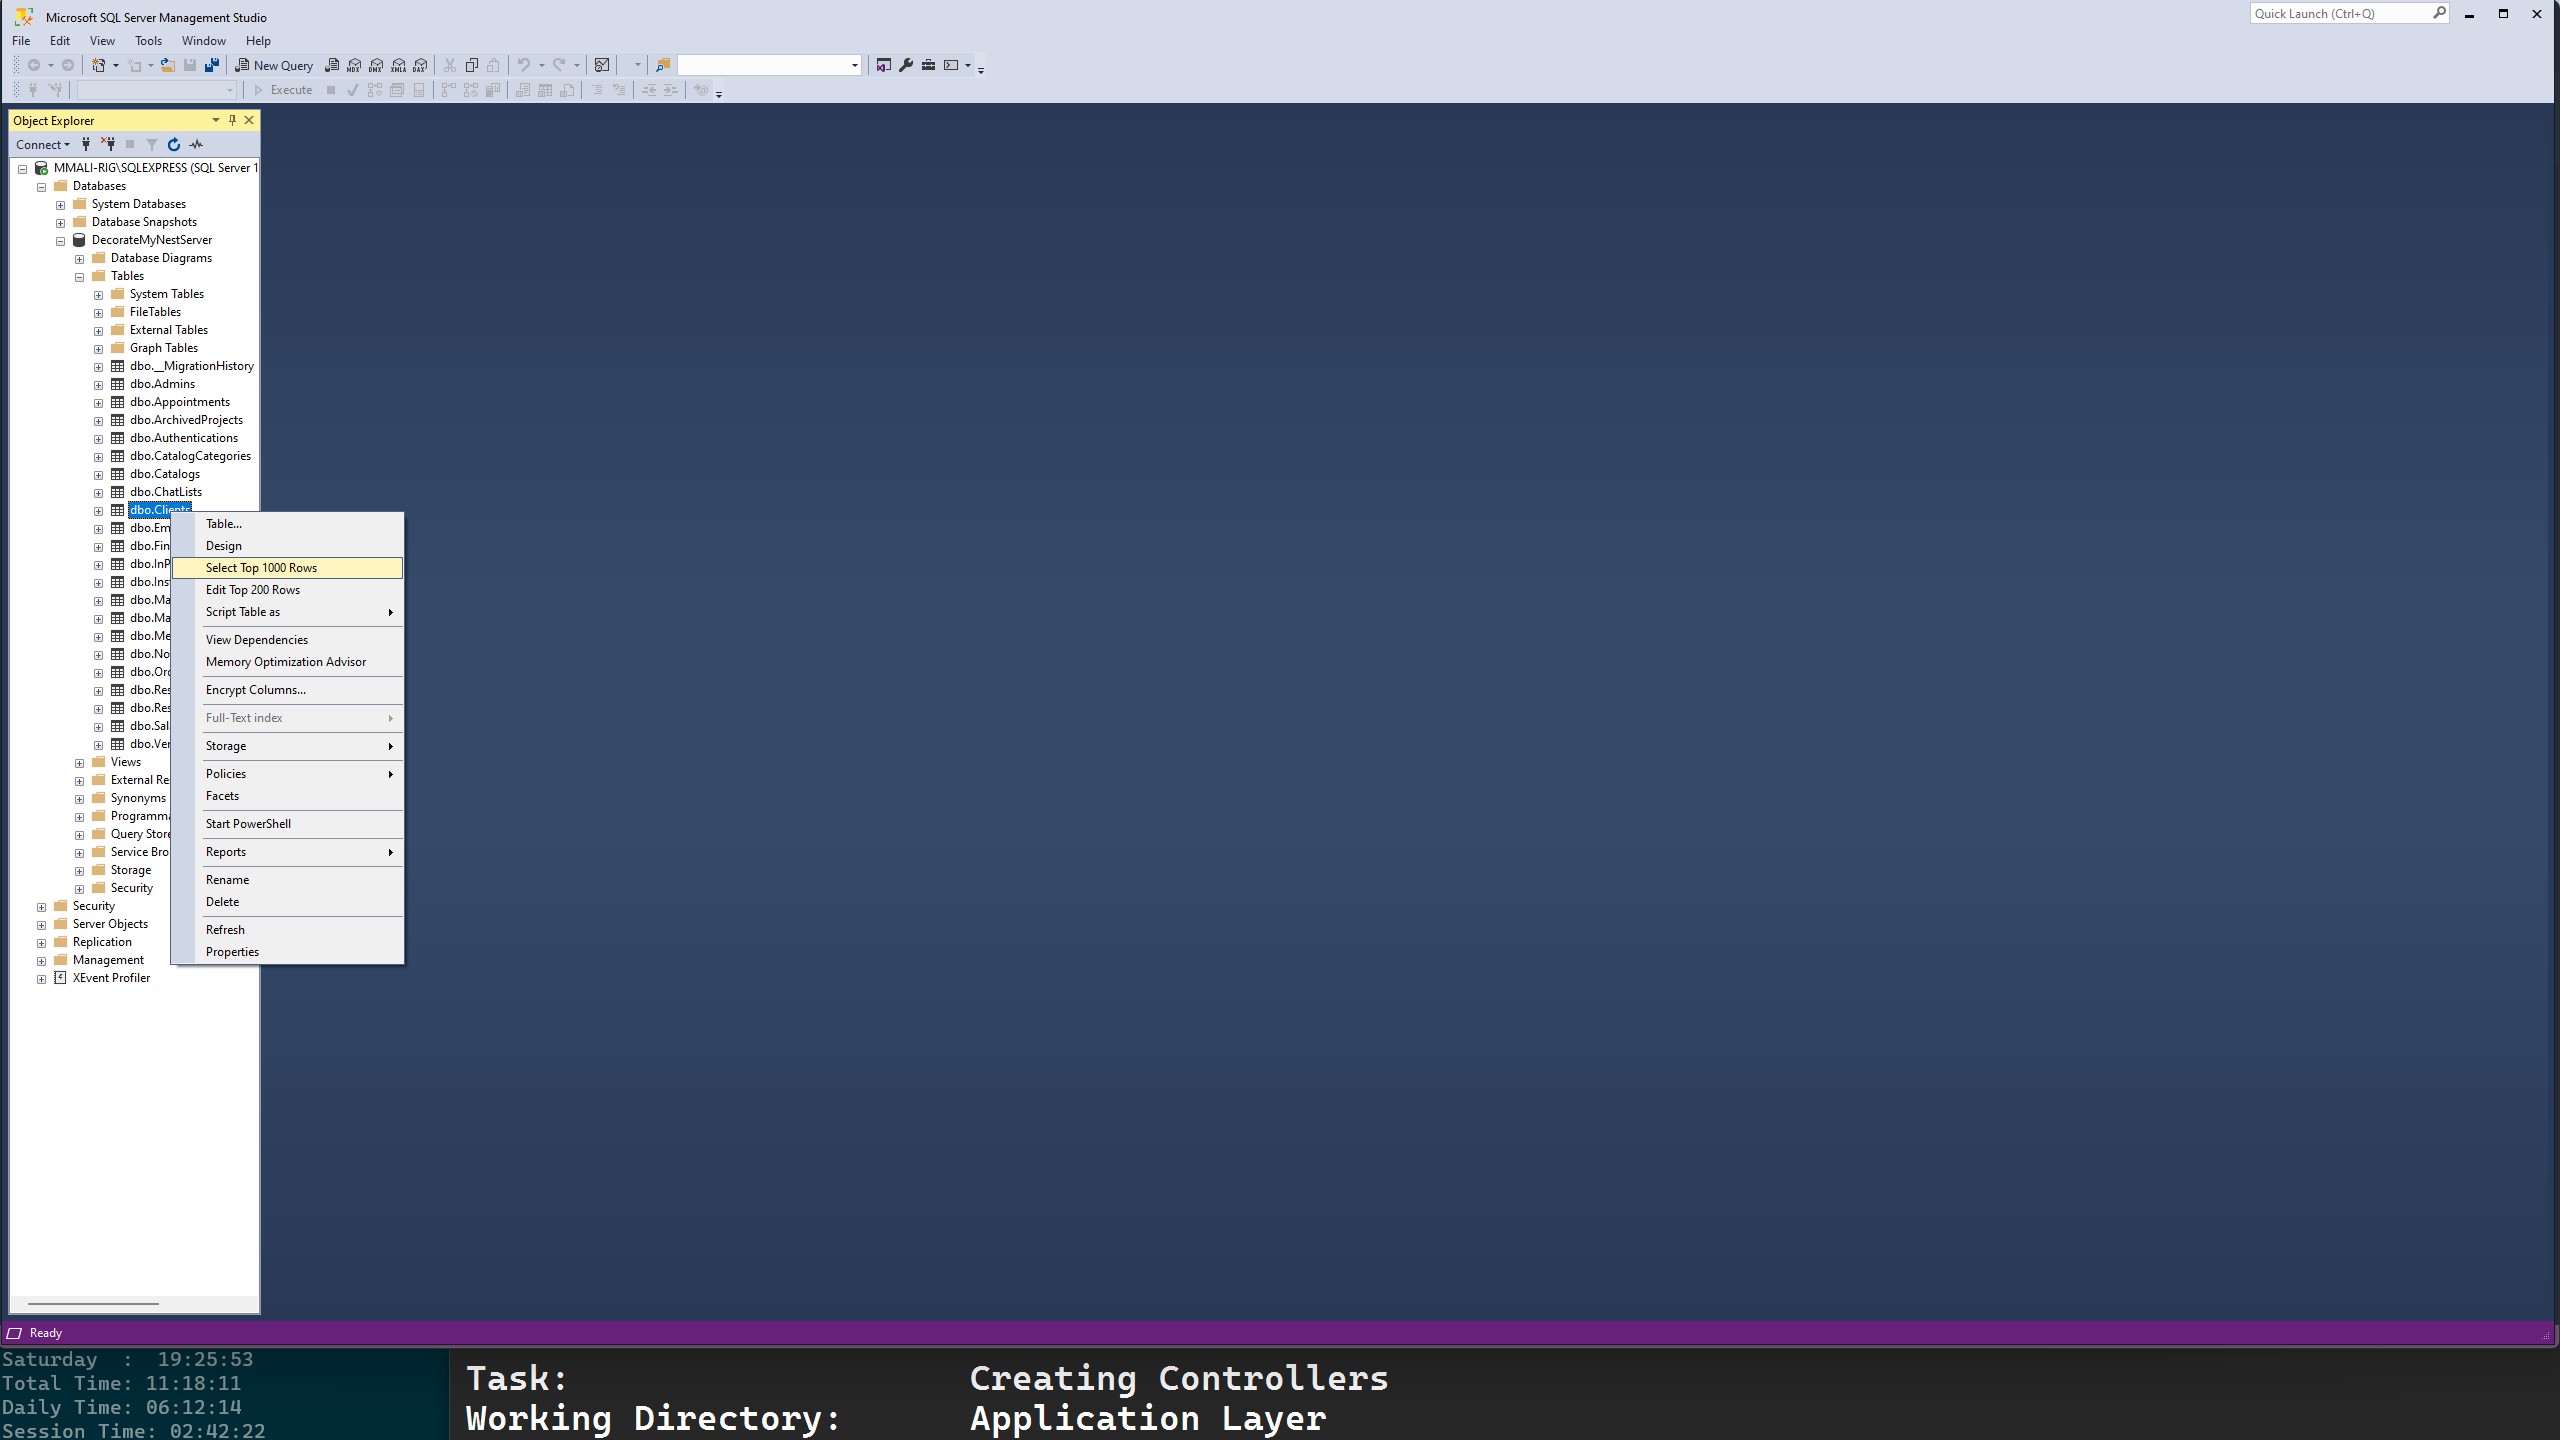 Microsoft SQL Server Management Studio
Quick Launch (Ctrl+Q)
File Edit View Tools Window Help
New Query MDX DMX XMLA DAX
Execute
Object Explorer
Connect
MMALI-RIG\SQLEXPRESS (SQL Server 1
Databases
System Databases
Database Snapshots
DecorateMyNestServer
Database Diagrams
Tables
System Tables
FileTables
External Tables
Graph Tables
dbo.__MigrationHistory
dbo.Admins
dbo.Appointments
dbo.ArchivedProjects
dbo.Authentications
dbo.CatalogCategories
dbo.Catalogs
dbo.ChatLists
dbo.Clients
dbo.Em
dbo.Fin
dbo.InP
dbo.Ins
dbo.Ma
dbo.Ma
dbo.Me
dbo.No
dbo.Ord
dbo.Res
dbo.Res
dbo.Sal
dbo.Ver
Views
External Re
Synonyms
Programma
Query Store
Service Bro
Storage
Security
Security
Server Objects
Replication
Management
XEvent Profiler
Table...
Design
Select Top 1000 Rows
Edit Top 200 Rows
Script Table as
View Dependencies
Memory Optimization Advisor
Encrypt Columns...
Full-Text index
Storage
Policies
Facets
Start PowerShell
Reports
Rename
Delete
Refresh
Properties
Ready
Saturday : 19:25:53
Total Time: 11:18:11
Daily Time: 06:12:14
Session Time: 02:42:22
Task: Creating Controllers
Working Directory: Application Layer